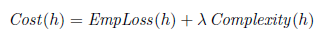 Cost(h) = EmpLoss(h) + λ Complexity(h)